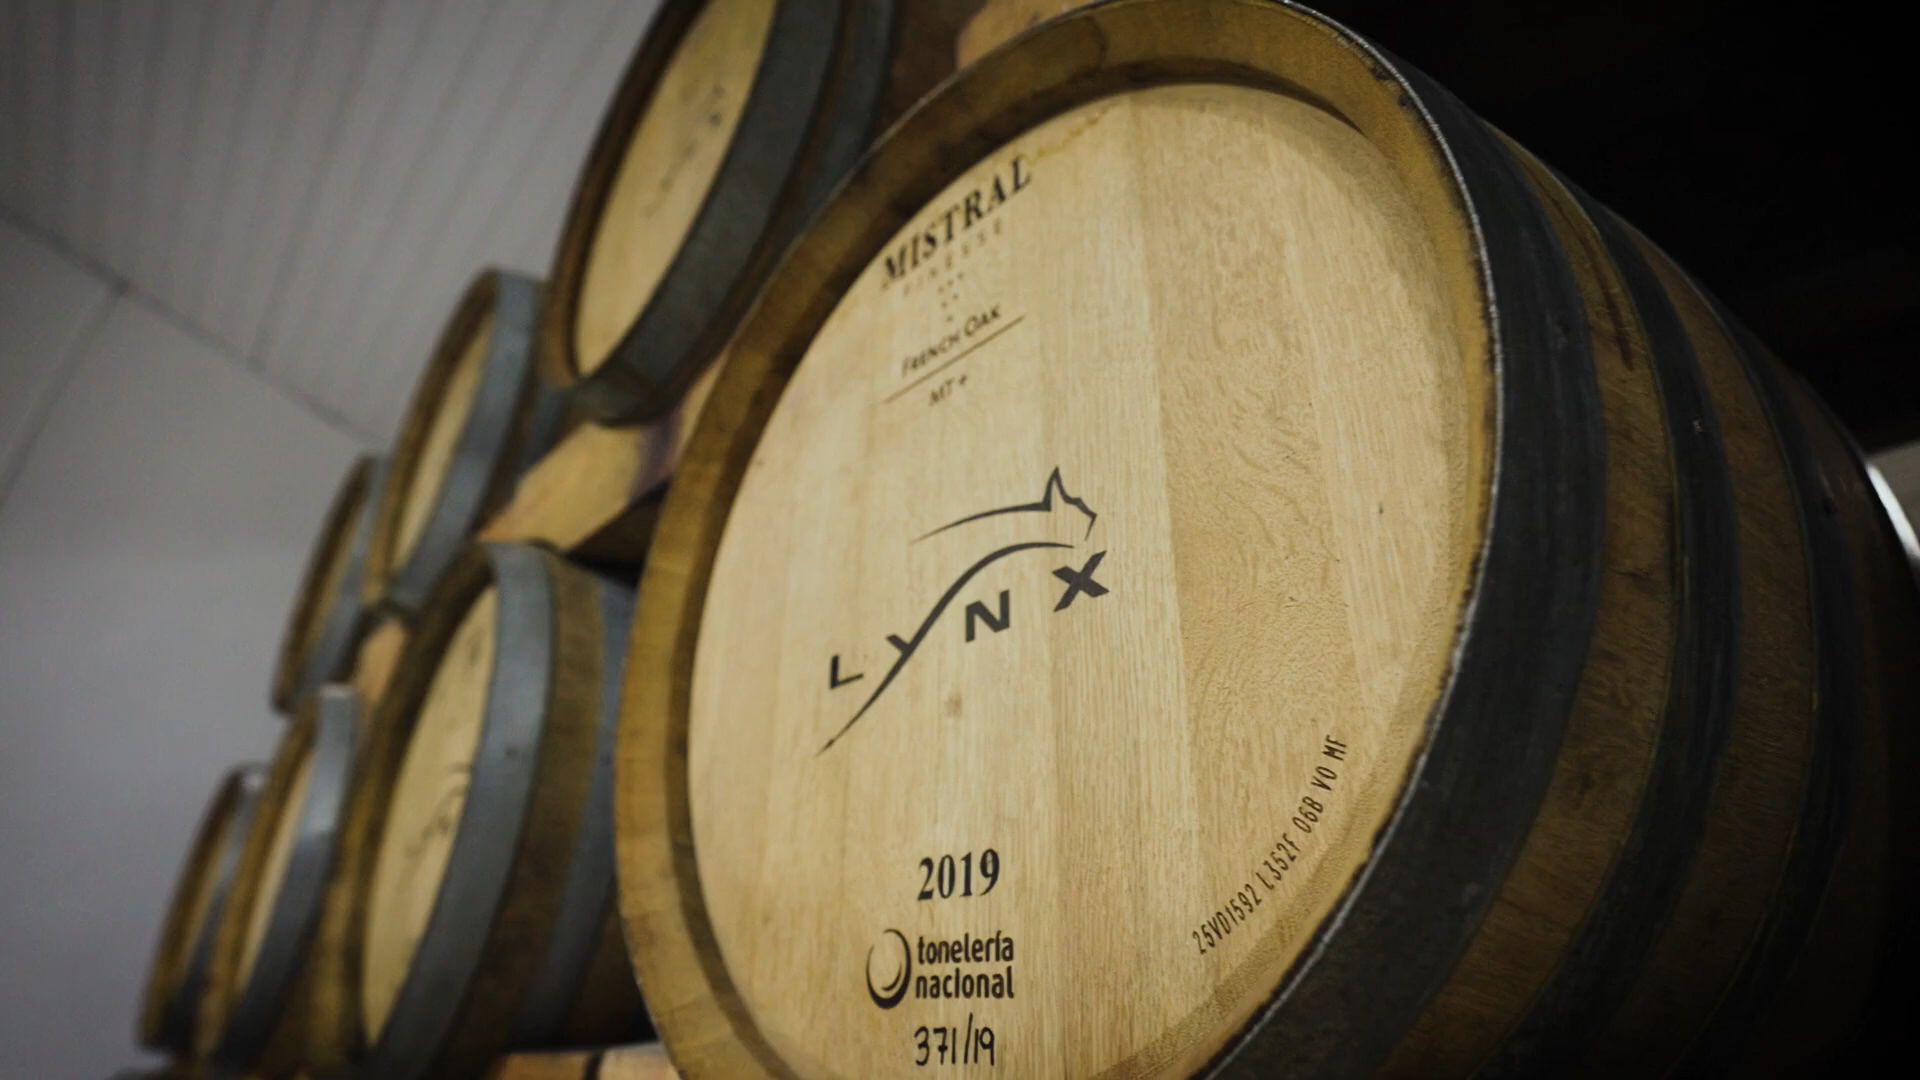 MISTRAL
FINESSE
FRENCH OAK
MT+
LYNX
2019
tonelería
nacional
371/19
25VD1592 L352F 06B VO MF